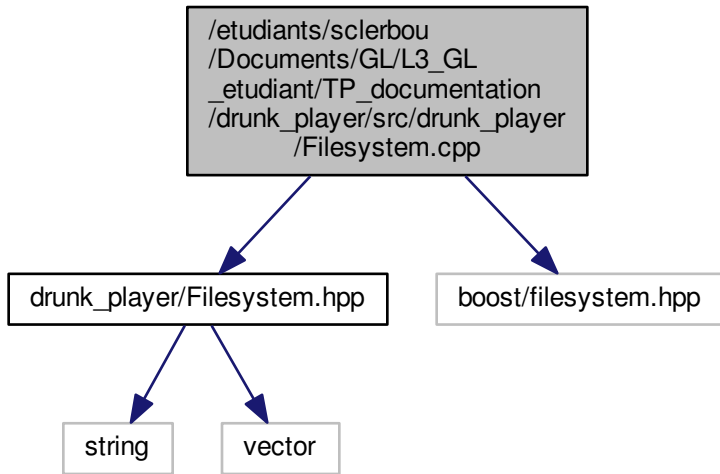 /etudiants/sclerbou
/Documents/GL/L3_GL
_etudiant/TP_documentation
/drunk_player/src/drunk_player
/Filesystem.cpp
drunk_player/Filesystem.hpp
boost/filesystem.hpp
string
vector